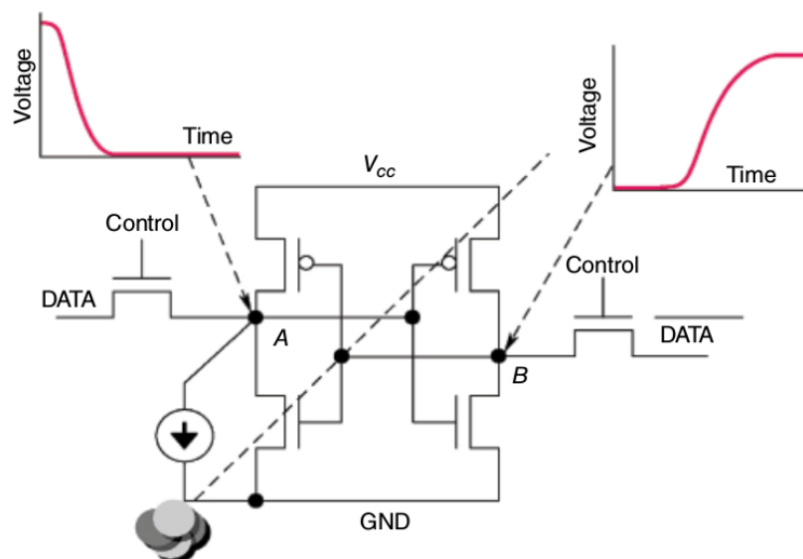 Voltage
Time
Voltage
Time
Vcc
Control
DATA
A
Control
DATA
B
GND